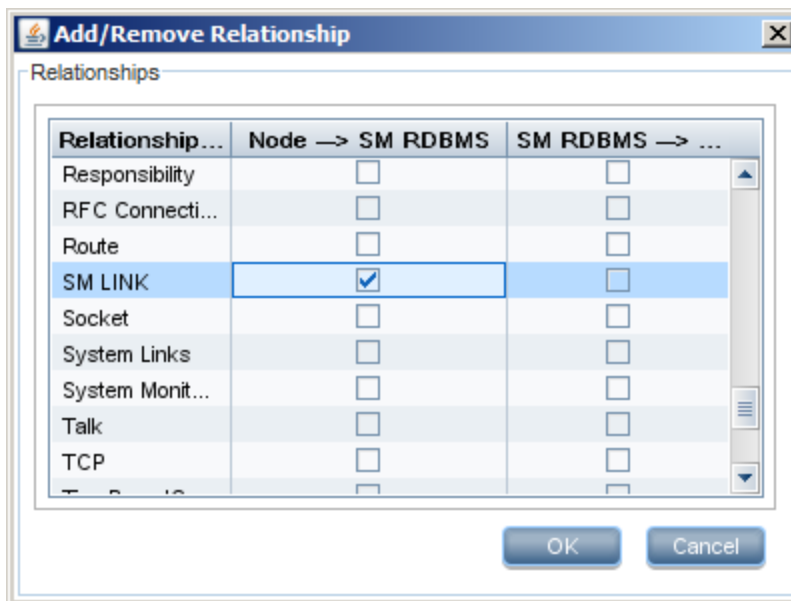 Add/Remove Relationship
Relationships
Relationship... Node —> SM RDBMS SM RDBMS —> ...
Responsibility
RFC Connecti...
Route
SM LINK
Socket
System Links
System Monit...
Talk
TCP
OK Cancel